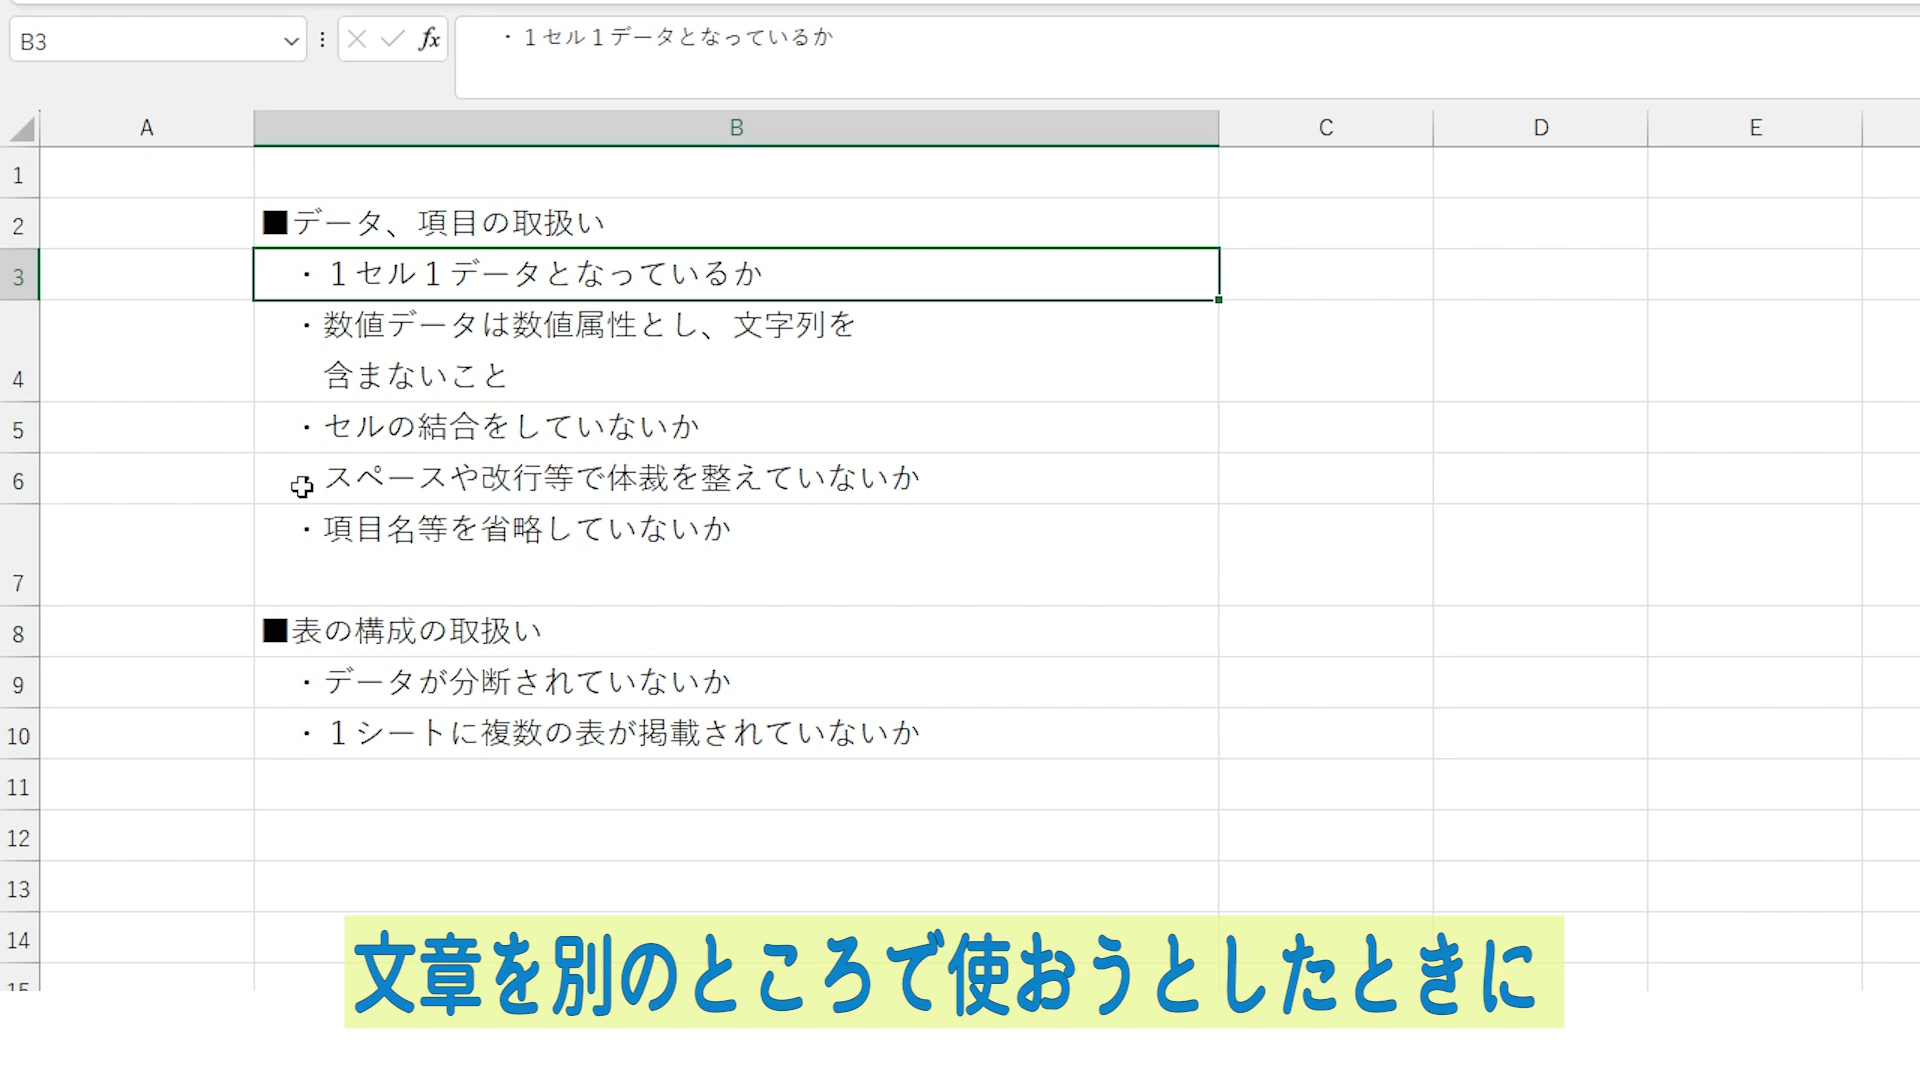 B3
fx
・１セル１データとなっているか
A B C D E
1
2 ■データ、項目の取扱い
3 ・１セル１データとなっているか
・数値データは数値属性とし、文字列を
4 含まないこと
5 ・セルの結合をしていないか
6 スペースや改行等で体裁を整えていないか
・項目名等を省略していないか
7
8 ■表の構成の取扱い
9 ・データが分断されていないか
10 ・１シートに複数の表が掲載されていないか
11
12
13
14
15
文章を別のところで使おうとしたときに